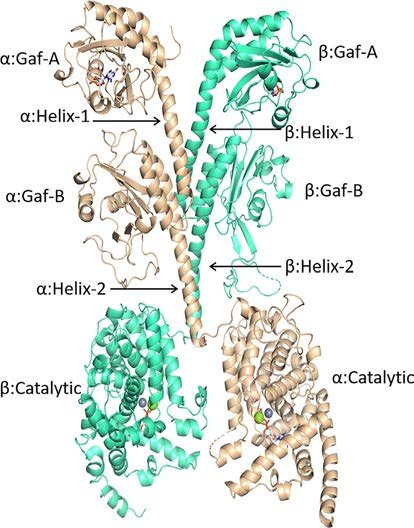 α:Gaf-A
β:Gaf-A
α:Helix-1
β:Helix-1
α:Gaf-B
β:Gaf-B
α:Helix-2
β:Helix-2
β:Catalytic
α:Catalytic